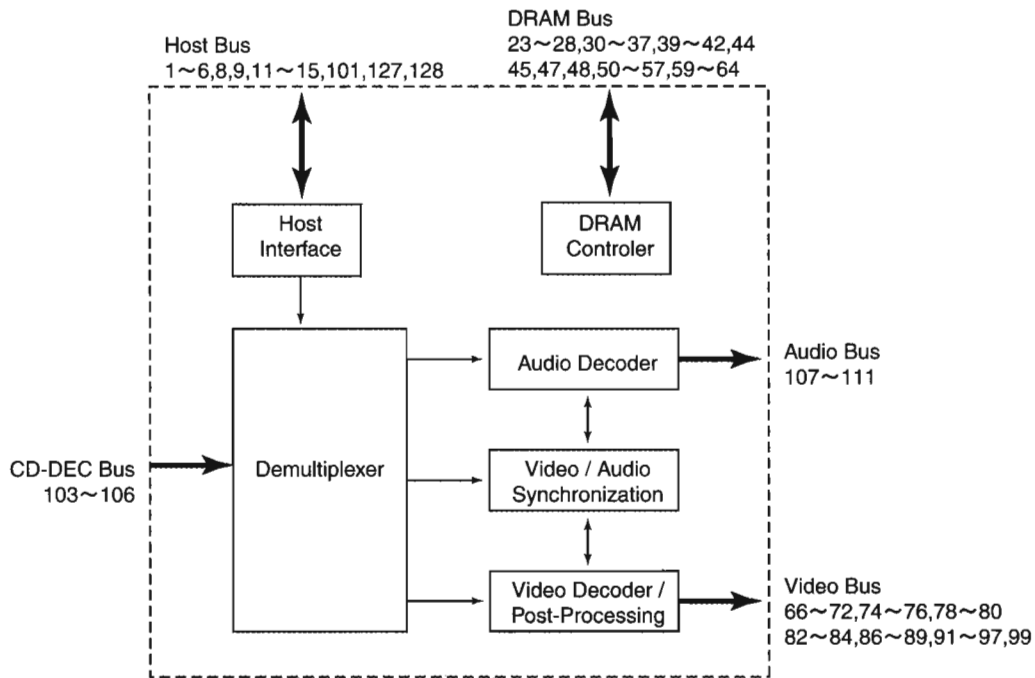 Host Bus
1～6,8,9,11～15,101,127,128
DRAM Bus
23～28,30～37,39～42,44
45,47,48,50～57,59～64
Host
Interface
DRAM
Controler
Demultiplexer
Audio Decoder
Video / Audio
Synchronization
Video Decoder /
Post-Processing
CD-DEC Bus
103～106
Audio Bus
107～111
Video Bus
66～72,74～76,78～80
82～84,86～89,91～97,99